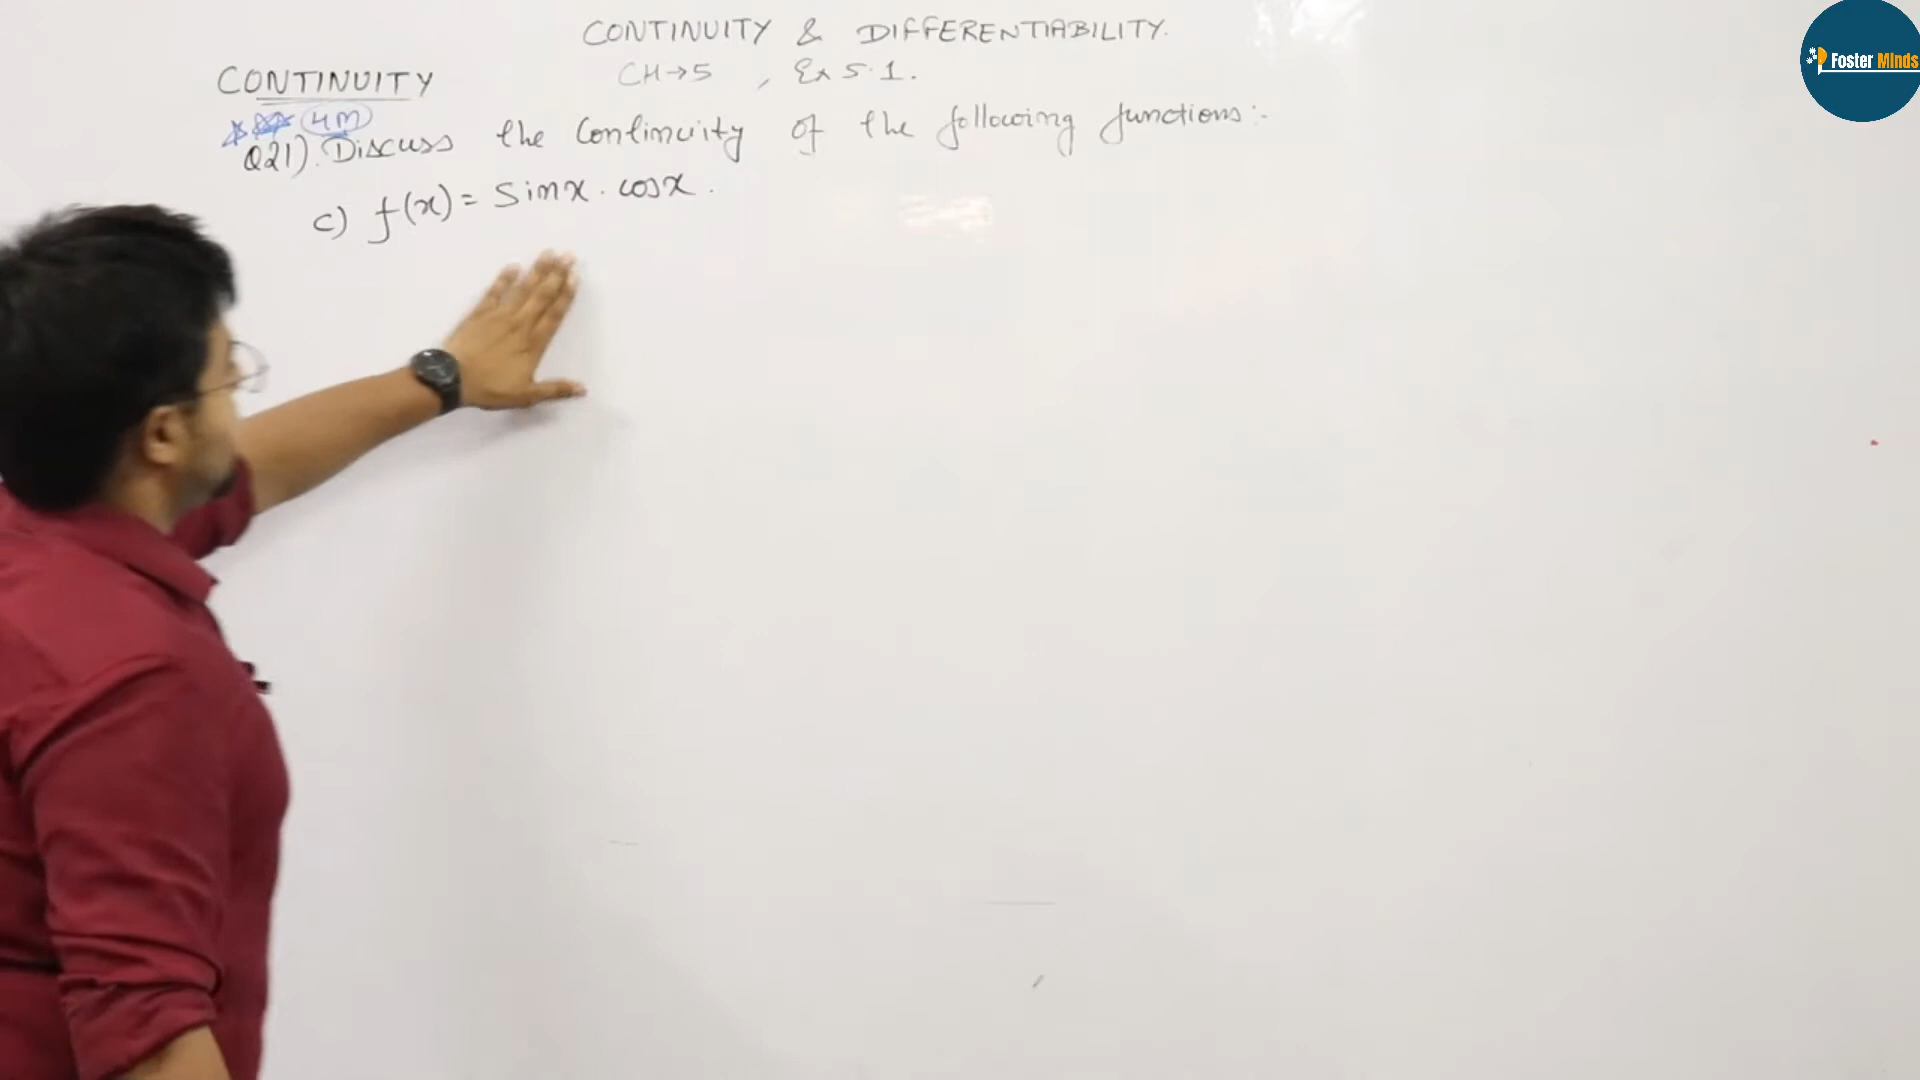 CONTINUITY & DIFFERENTIABILITY.
CH→5 , Ex 5.1.
CONTINUITY
4M
Q21). Discuss the Continuity of the following functions:-
c) f(x) = Sinx . cosx .
Foster Minds